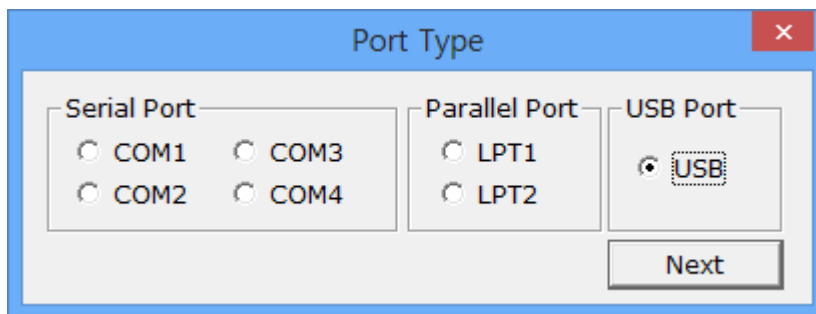 Port Type
Serial Port
COM1 COM3
COM2 COM4
Parallel Port
LPT1
LPT2
USB Port
USB
Next